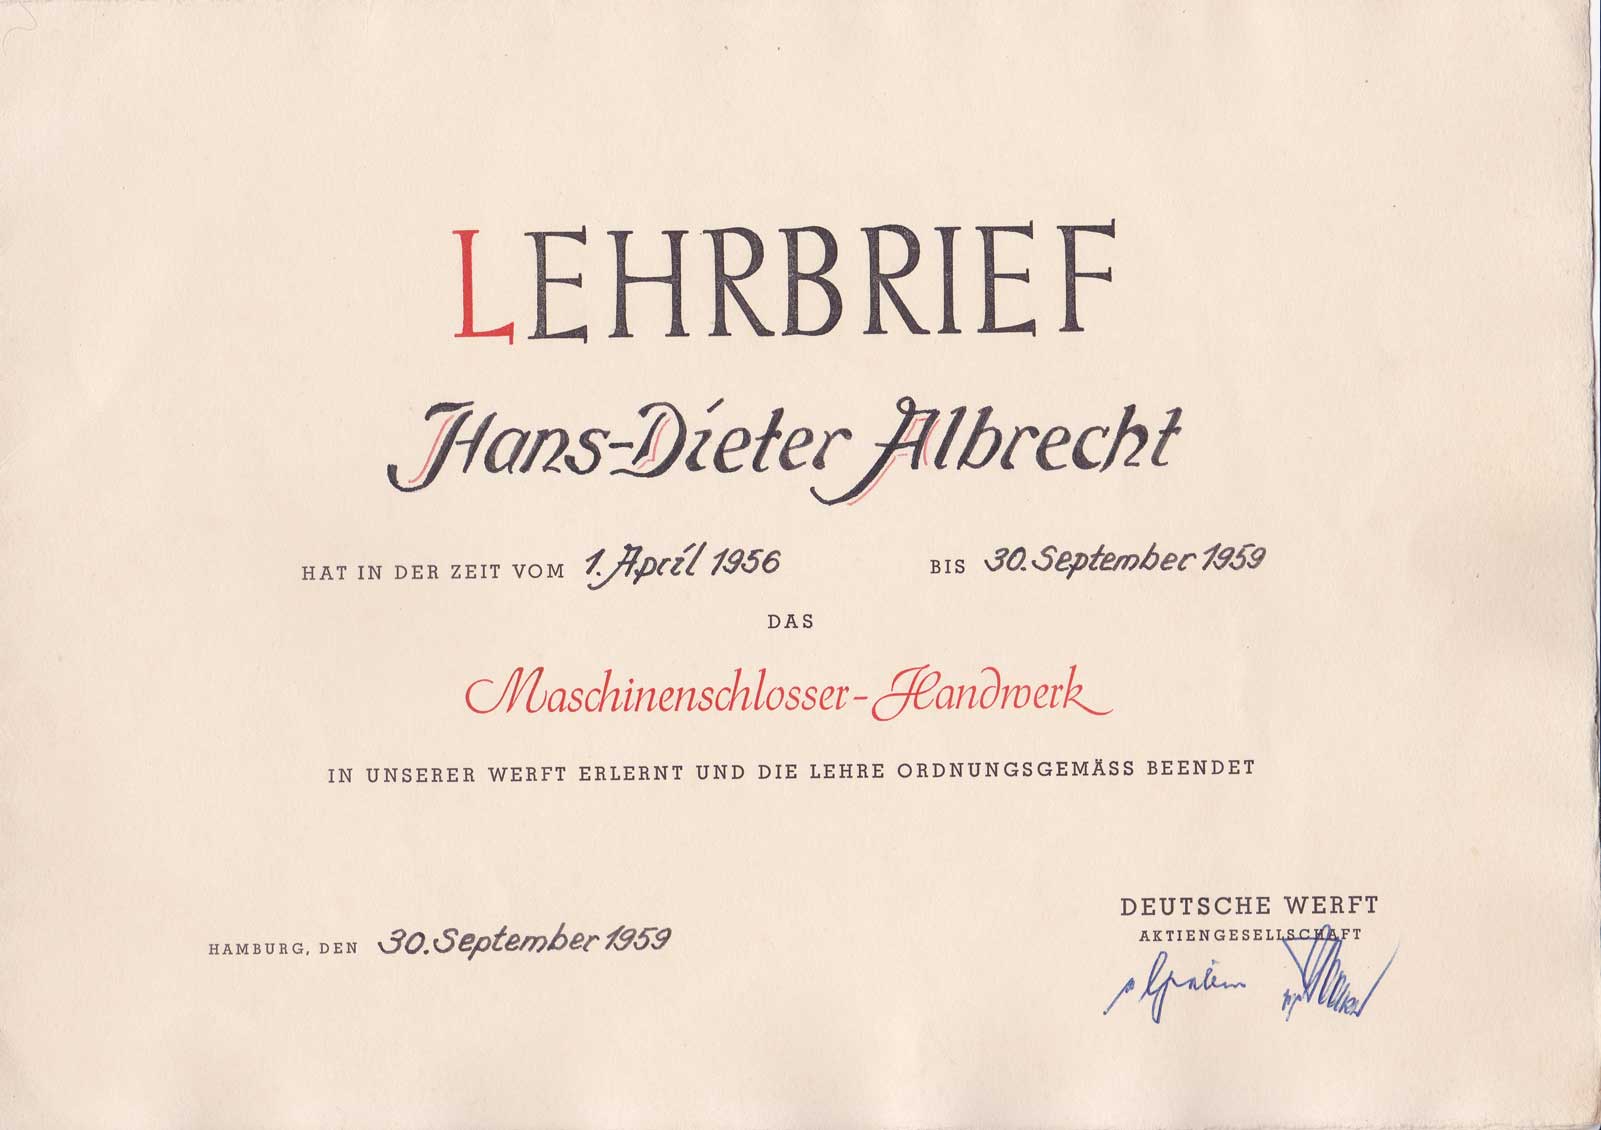 LEHRBRIEF
Hans-Dieter Albrecht
HAT IN DER ZEIT VOM 1. April 1956 BIS 30. September 1959
DAS
Maschinenschlosser-Handwerk
IN UNSERER WERFT ERLERNT UND DIE LEHRE ORDNUNGSGEMÄSS BEENDET
DEUTSCHE WERFT
AKTIENGESELLSCHAFT
HAMBURG, DEN 30. September 1959